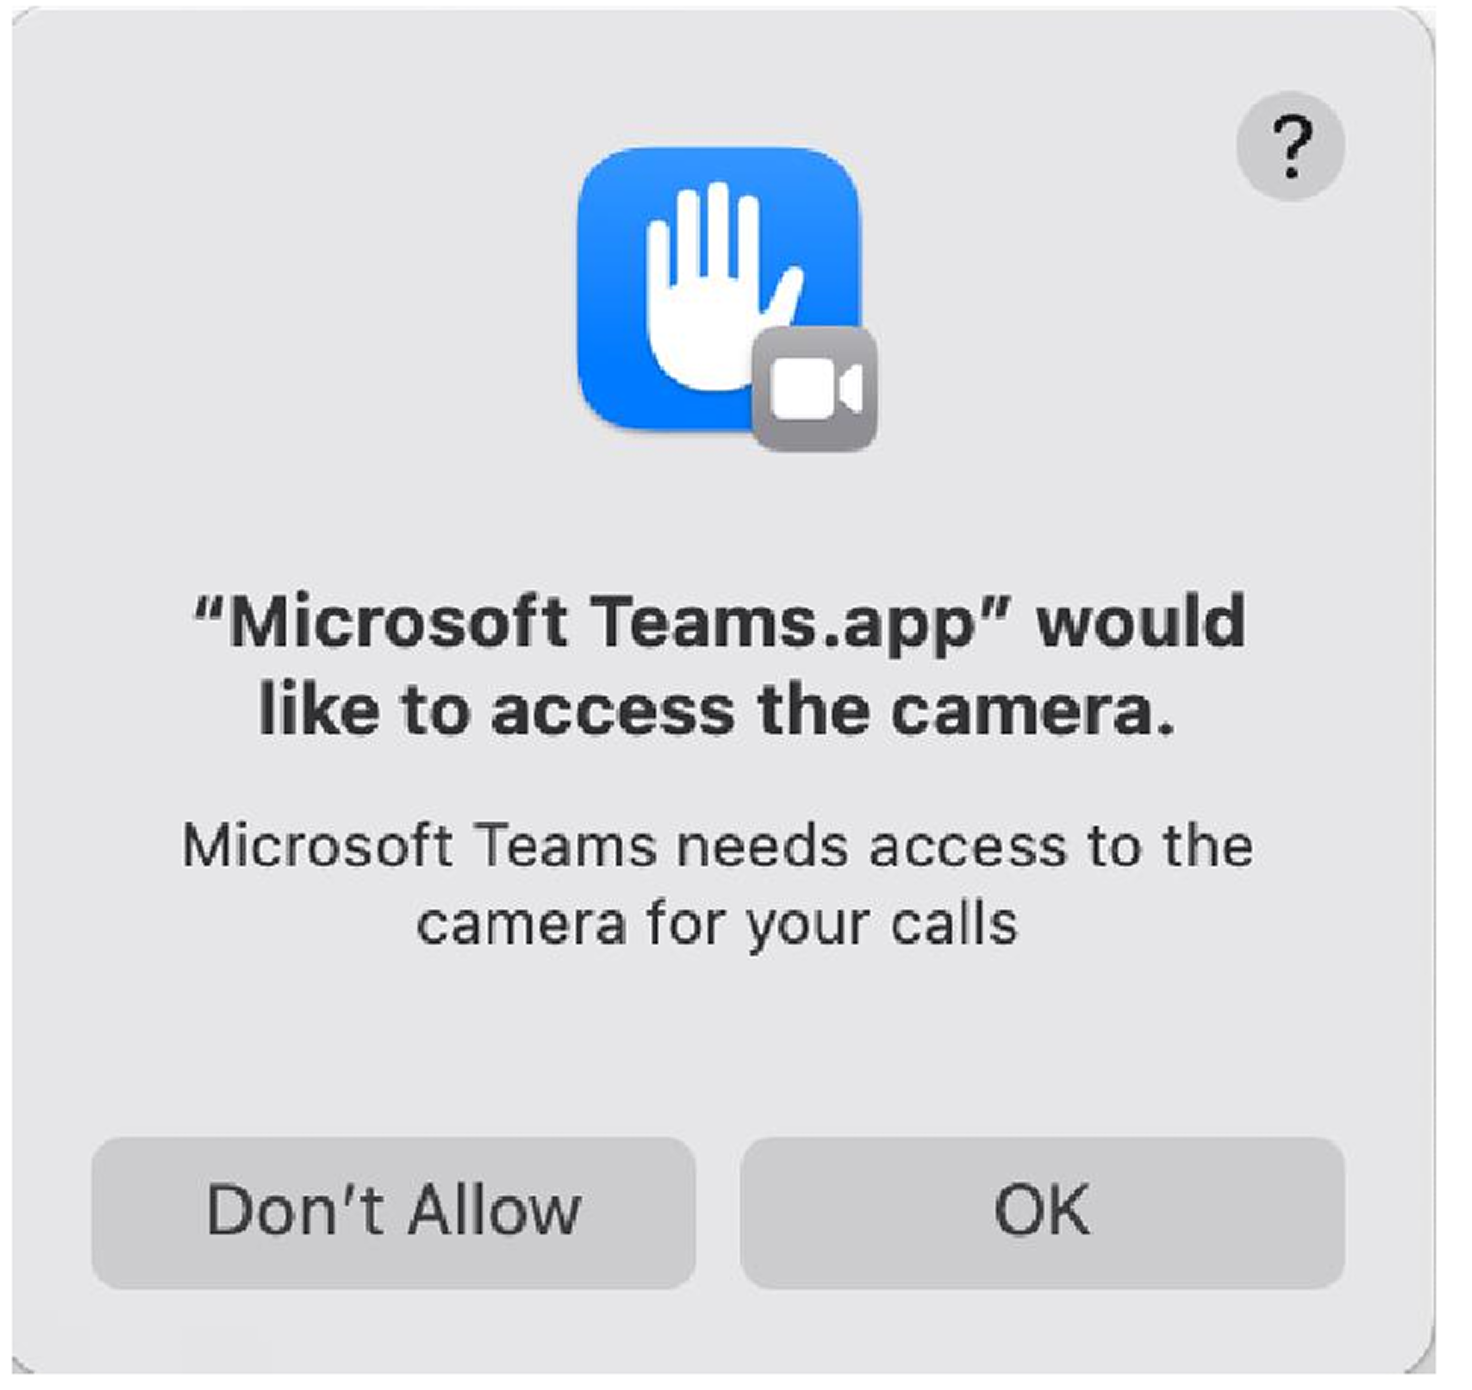 ?
“Microsoft Teams.app” would
like to access the camera.
Microsoft Teams needs access to the
camera for your calls
Don’t Allow
OK